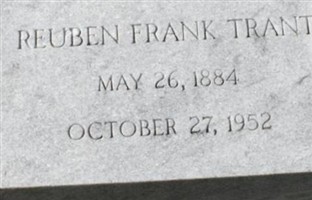 REUBEN FRANK TRANT
MAY 26, 1884
OCTOBER 27, 1952